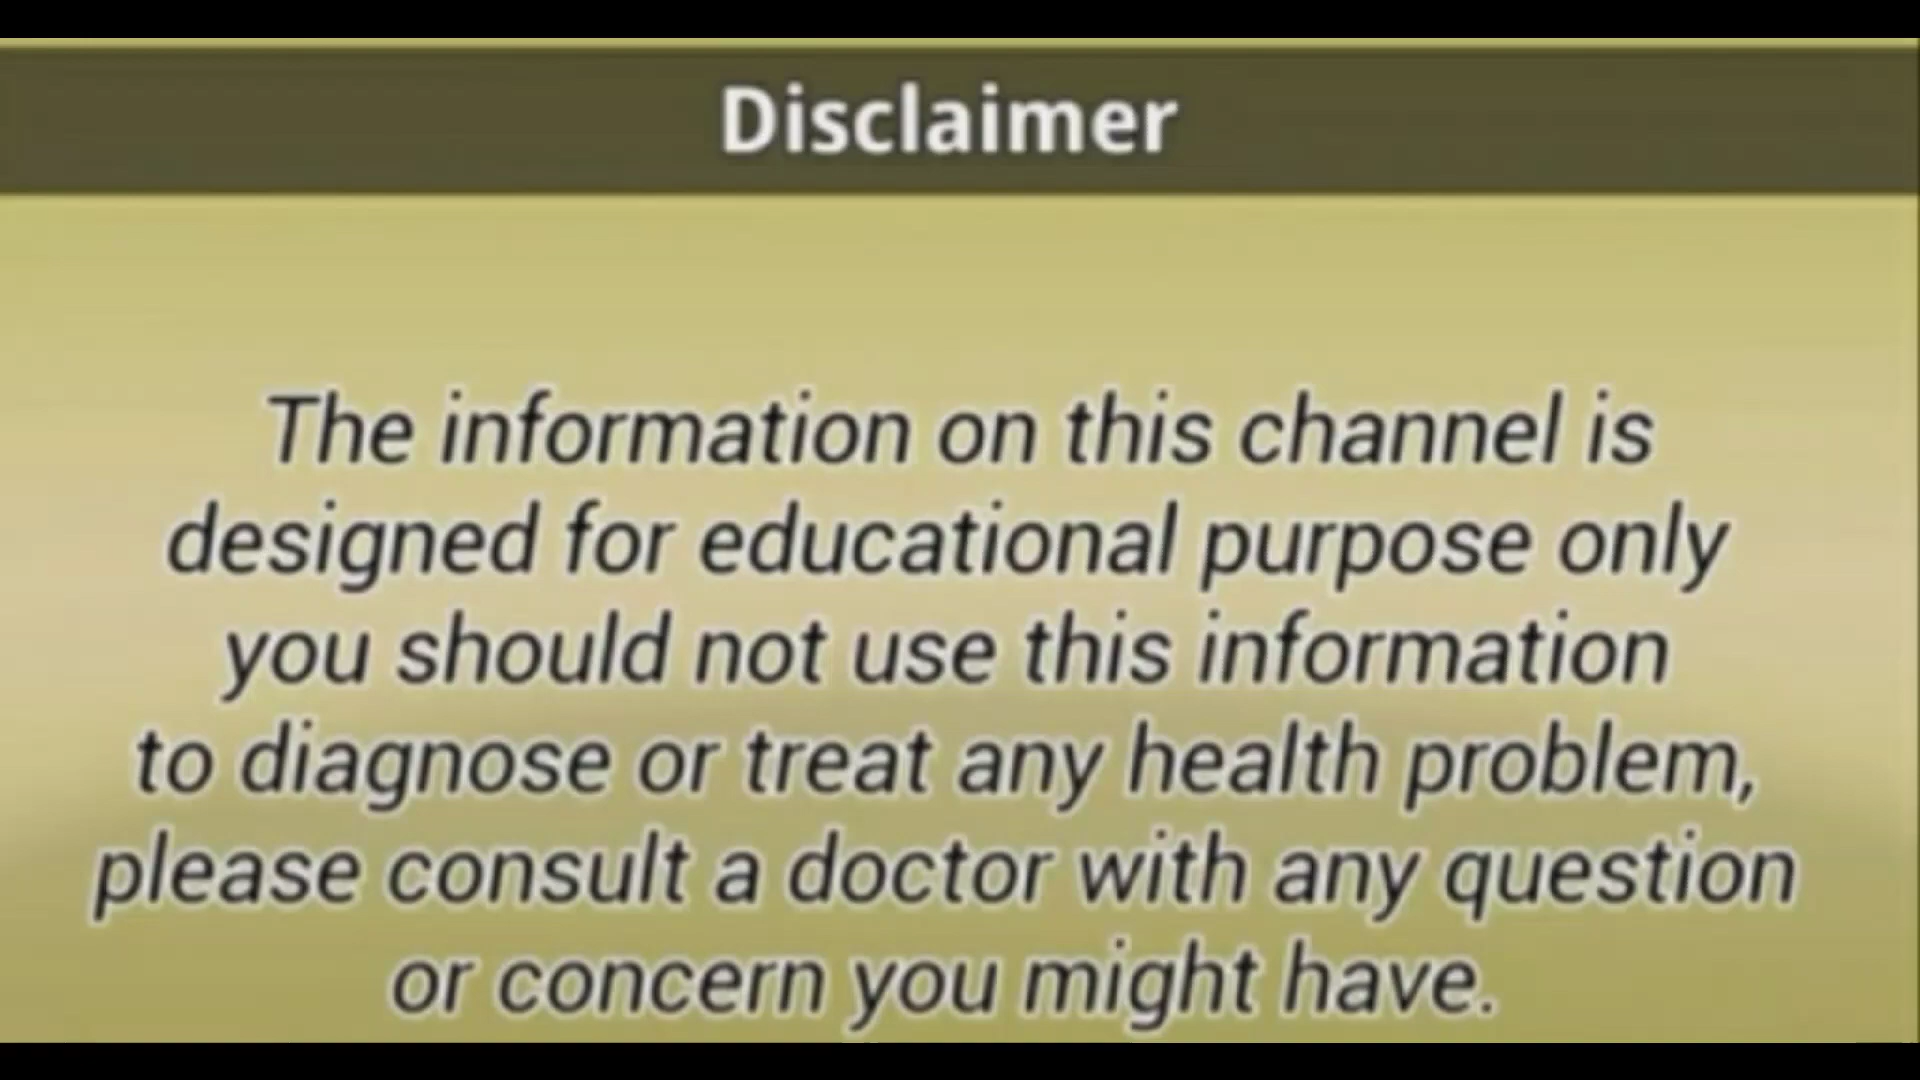 Disclaimer
The information on this channel is
designed for educational purpose only
you should not use this information
to diagnose or treat any health problem,
please consult a doctor with any question
or concern you might have.